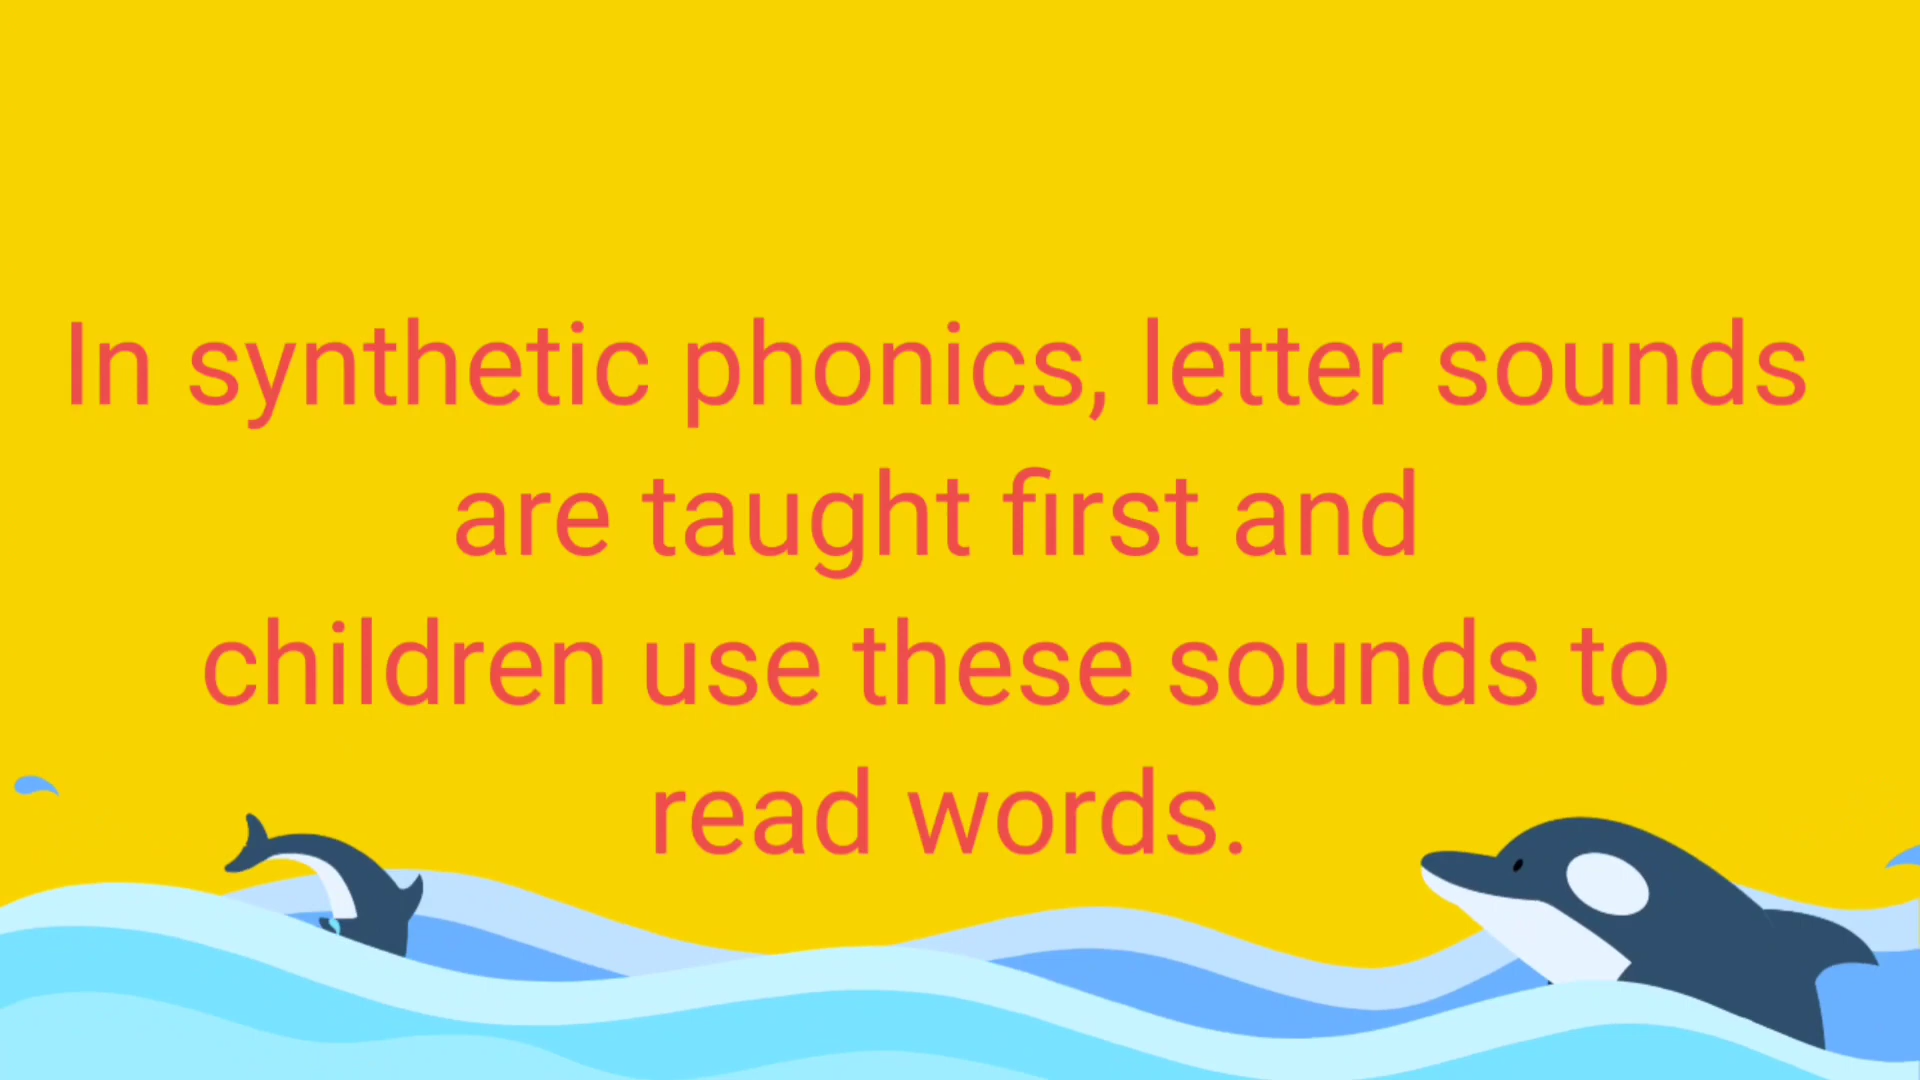 In synthetic phonics, letter sounds
are taught first and
children use these sounds to
read words.